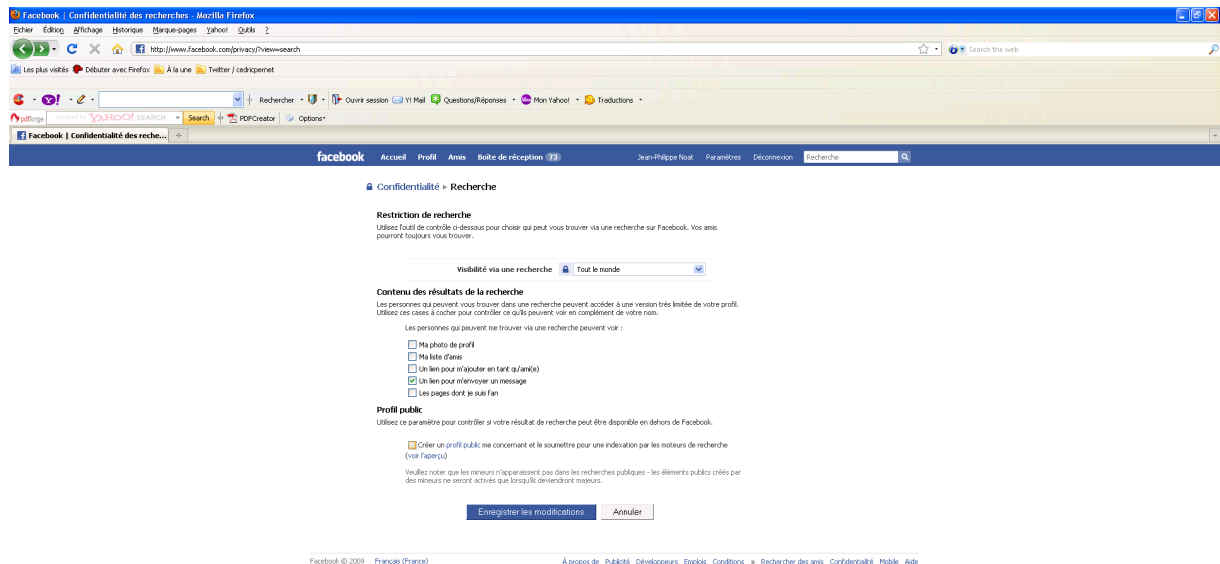 Facebook | Confidentialité des recherches - Mozilla Firefox
Fichier Édition Affichage Historique Marque-pages Yahoo! Outils ?
http://www.facebook.com/privacy/?view=search
Search the web
Les plus visités Débuter avec Firefox À la une Twitter / cedricpernet
Rechercher Ouvrir session Y! Mail Questions/Réponses Mon Yahoo! Traductions
pdfforge powered by YAHOO! SEARCH Search PDFCreator Options
Facebook | Confidentialité des reche...
facebook Accueil Profil Amis Boîte de réception 73 Jean-Philippe Noat Paramètres Déconnexion Recherche
Confidentialité ▸ Recherche
Restriction de recherche
Utilisez l'outil de contrôle ci-dessous pour choisir qui peut vous trouver via une recherche sur Facebook. Vos amis
pourront toujours vous trouver.
Visibilité via une recherche Tout le monde
Contenu des résultats de la recherche
Les personnes qui peuvent vous trouver dans une recherche peuvent accéder à une version très limitée de votre profil.
Utilisez ces cases à cocher pour contrôler ce qu'ils peuvent voir en complément de votre nom.
Les personnes qui peuvent me trouver via une recherche peuvent voir :
Ma photo de profil
Ma liste d'amis
Un lien pour m'ajouter en tant qu'ami(e)
Un lien pour m'envoyer un message
Les pages dont je suis fan
Profil public
Utilisez ce paramètre pour contrôler si votre résultat de recherche peut être disponible en dehors de Facebook.
Créer un profil public me concernant et le soumettre pour une indexation par les moteurs de recherche
(voir l'aperçu)
Veuillez noter que les mineurs n'apparaissent pas dans les recherches publiques - les éléments publics créés par
des mineurs ne seront activés que lorsqu'ils deviendront majeurs.
Enregistrer les modifications Annuler
Facebook © 2009 Français (France) À propos de Publicité Développeurs Emplois Conditions Rechercher des amis Confidentialité Mobile Aide